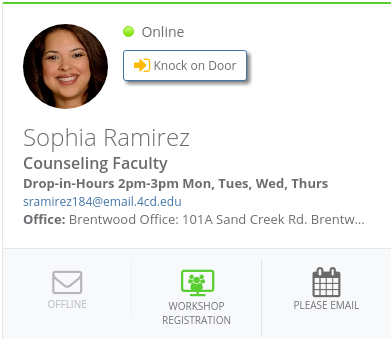 Online
Knock on Door
Sophia Ramirez
Counseling Faculty
Drop-in-Hours 2pm-3pm Mon, Tues, Wed, Thurs
sramirez184@email.4cd.edu
Office: Brentwood Office: 101A Sand Creek Rd. Brentw...
OFFLINE
WORKSHOP
REGISTRATION
PLEASE EMAIL